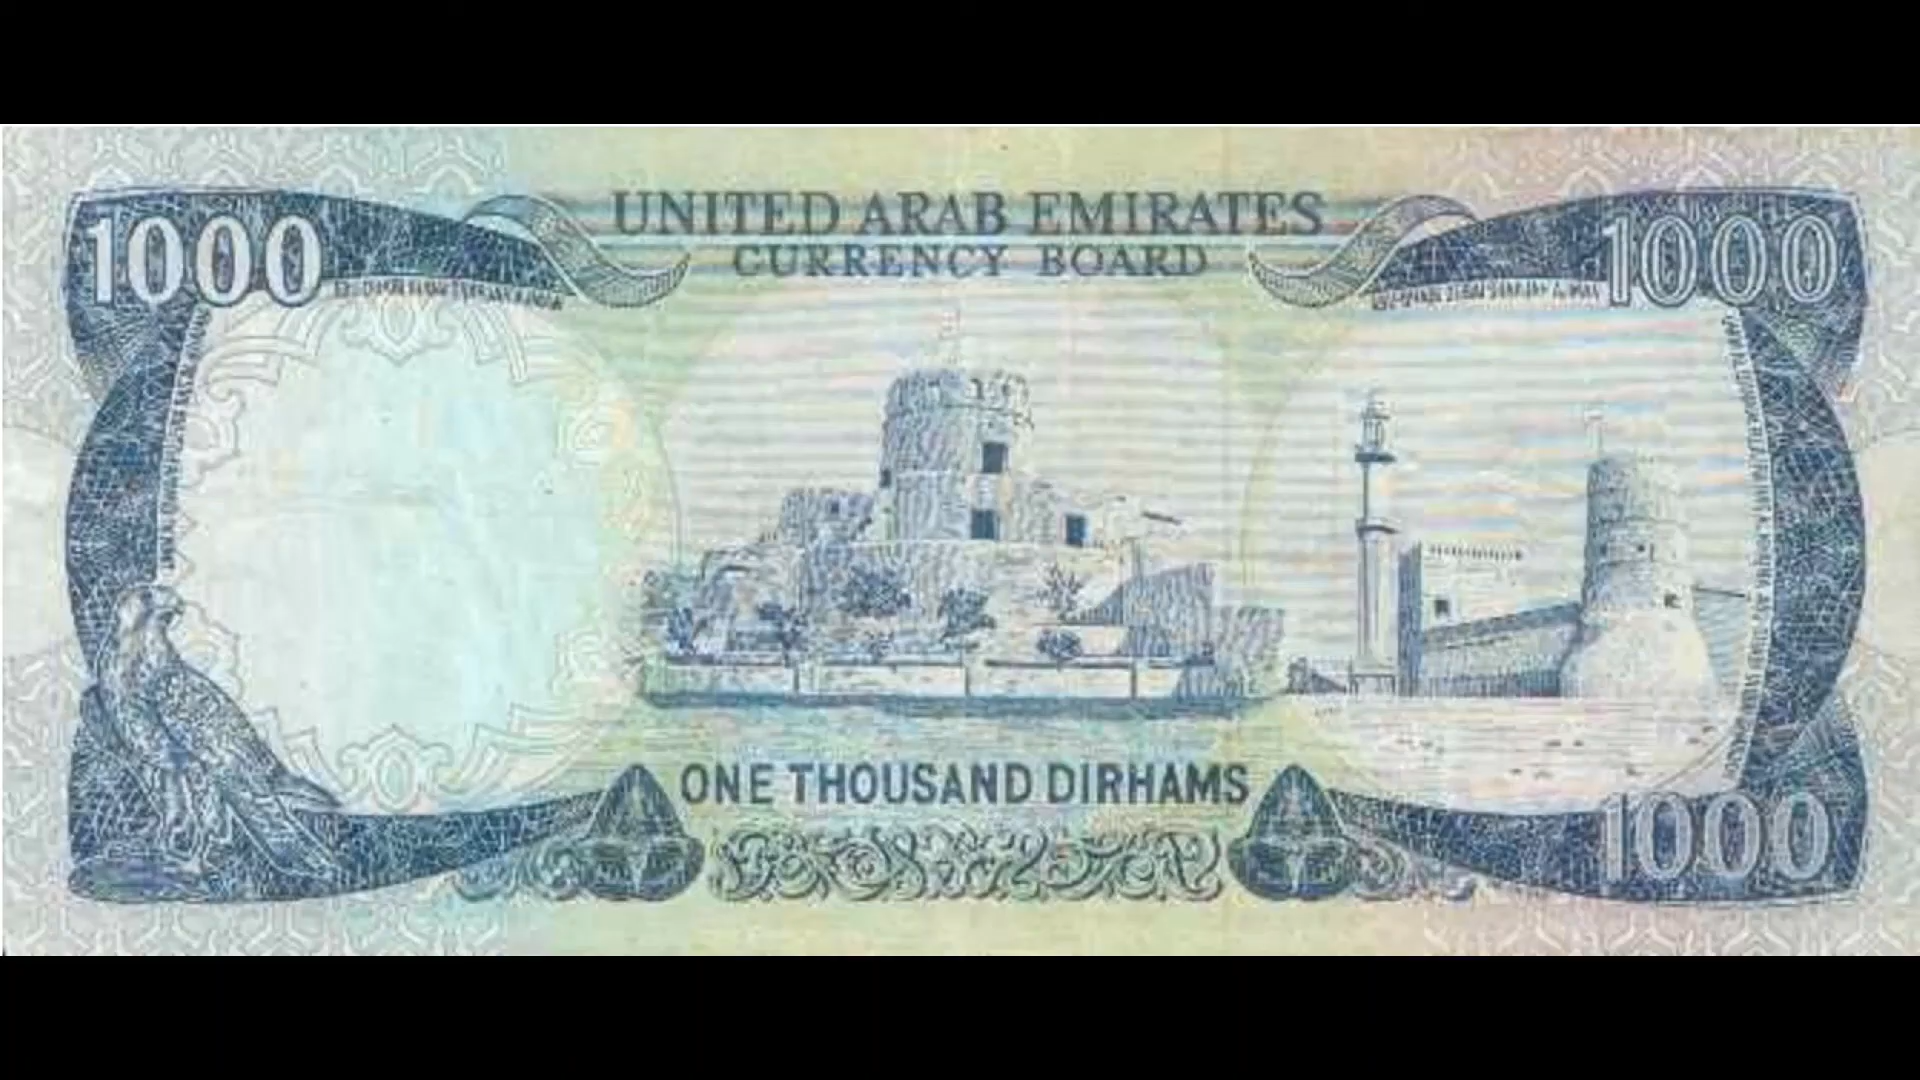 1000
UNITED ARAB EMIRATES
1000
CURRENCY BOARD
ONE THOUSAND DIRHAMS
1000